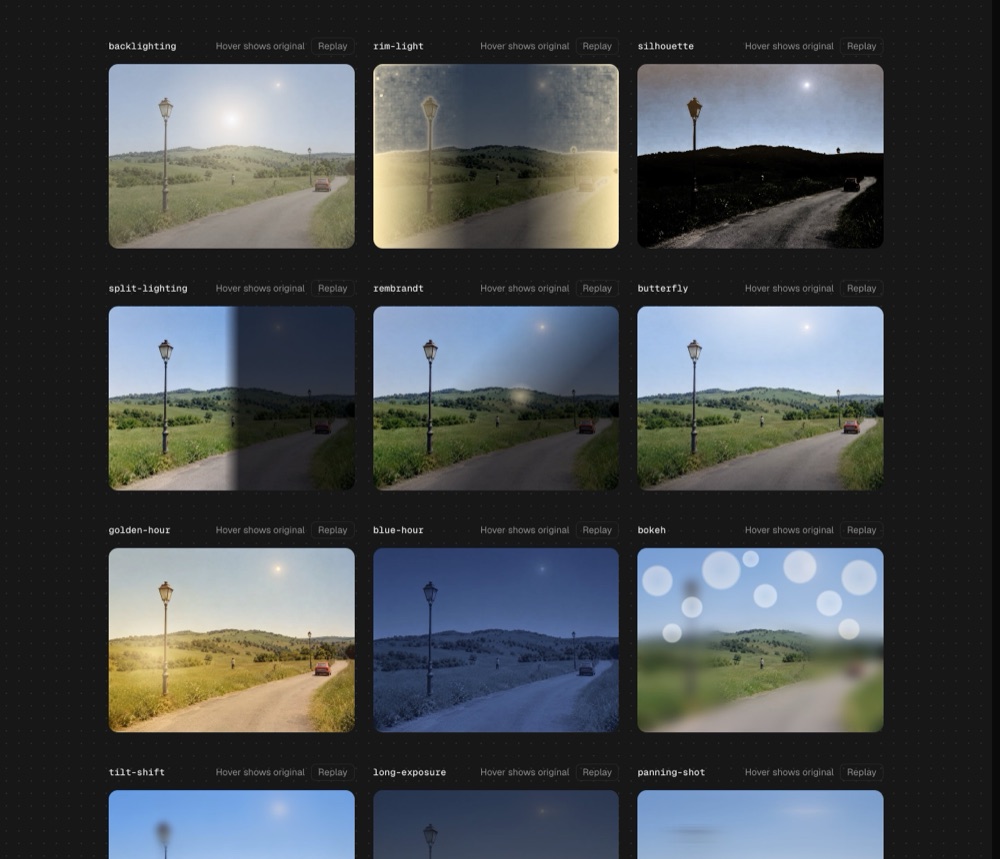 backlighting Hover shows original Replay
rim-light Hover shows original Replay
silhouette Hover shows original Replay
split-lighting Hover shows original Replay
rembrandt Hover shows original Replay
butterfly Hover shows original Replay
golden-hour Hover shows original Replay
blue-hour Hover shows original Replay
bokeh Hover shows original Replay
tilt-shift Hover shows original Replay
long-exposure Hover shows original Replay
panning-shot Hover shows original Replay